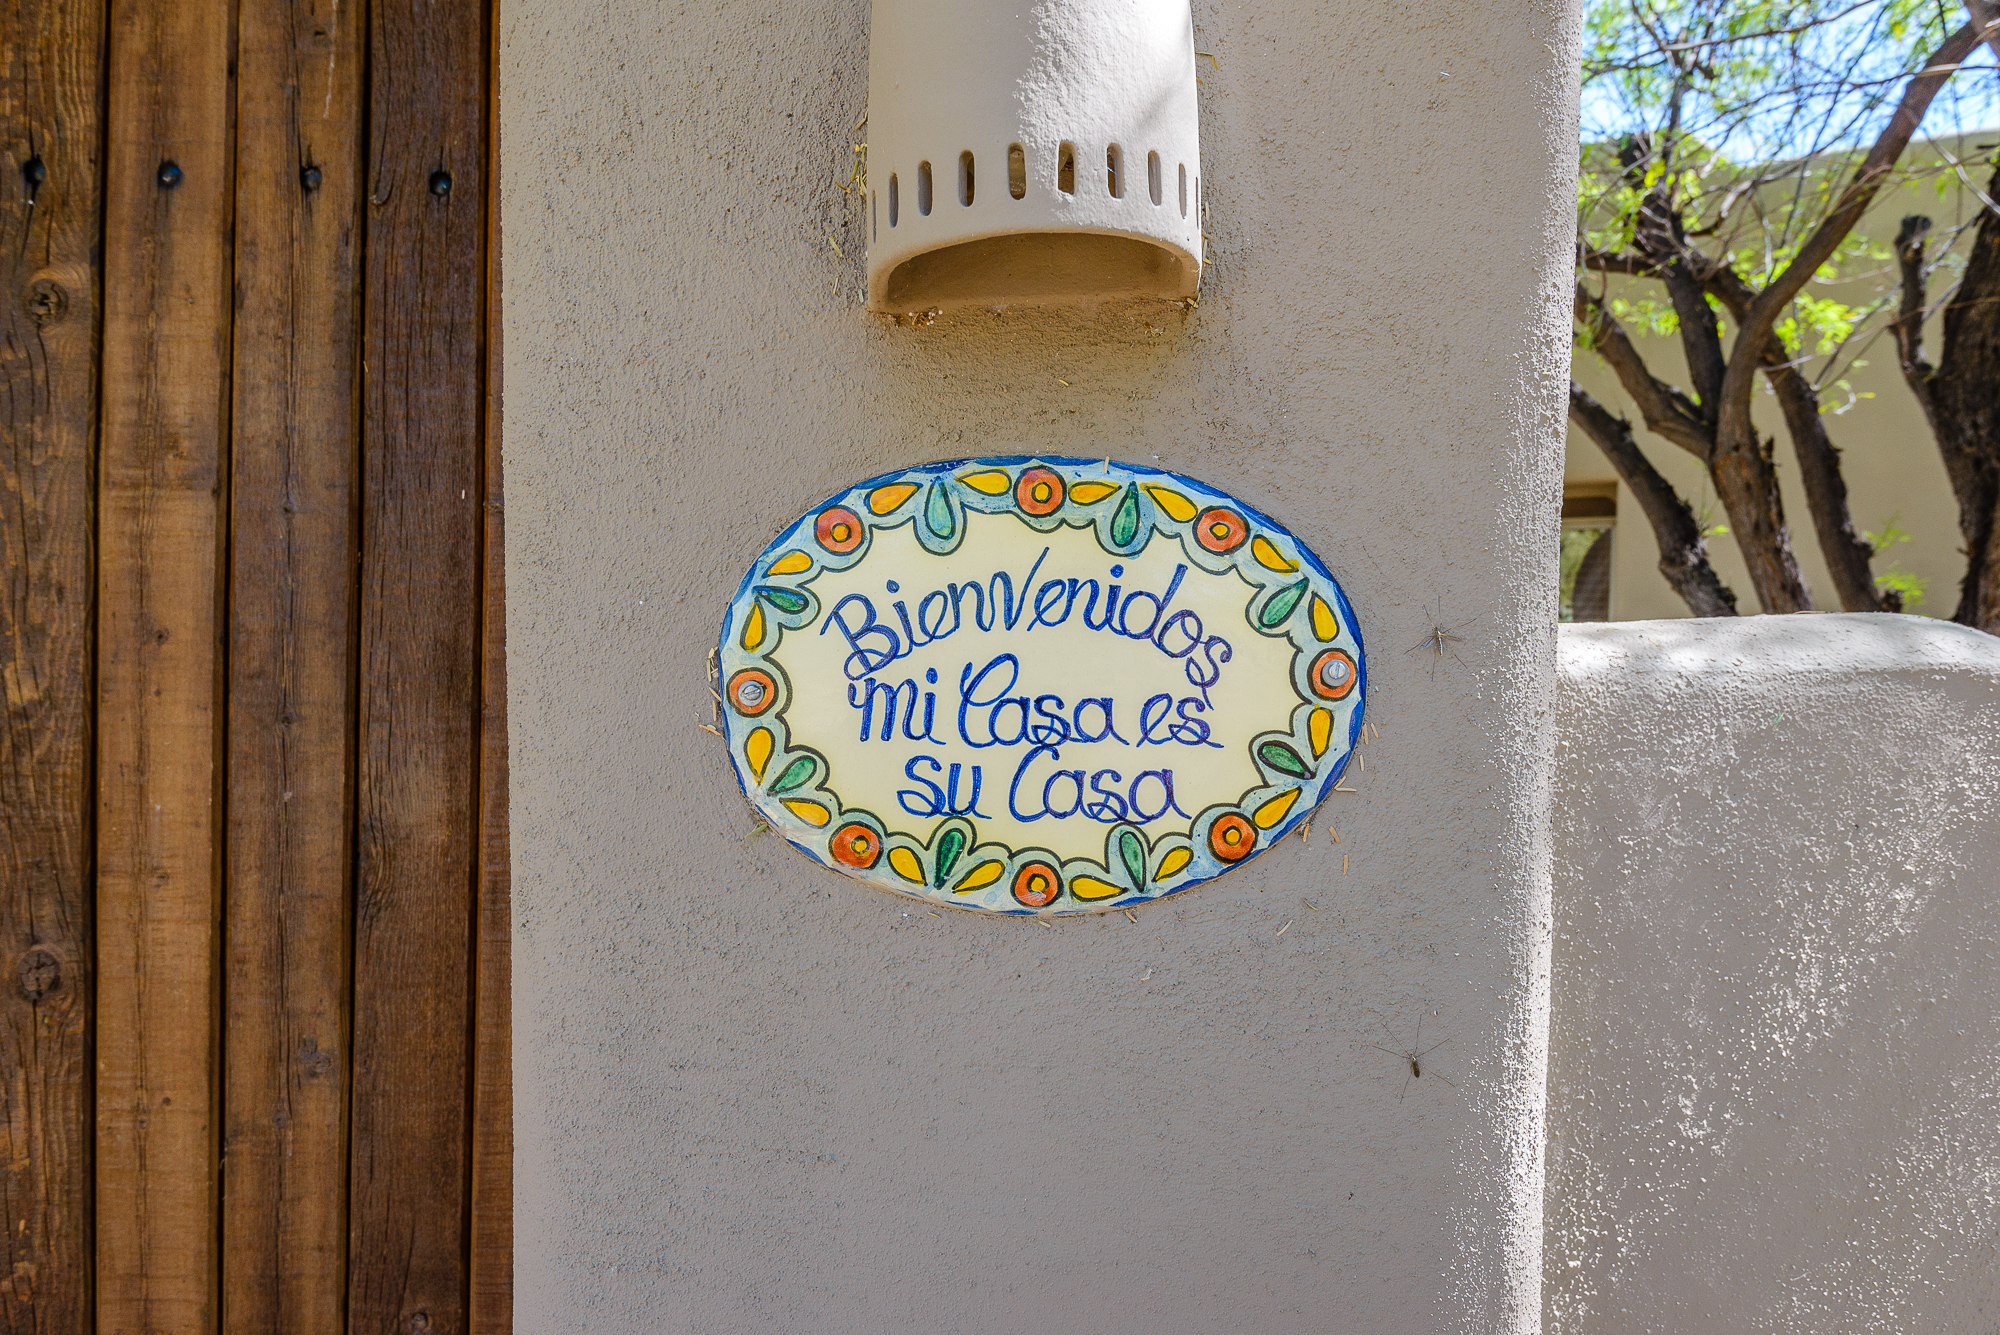 BienVenidos
mi Casa es
su Casa